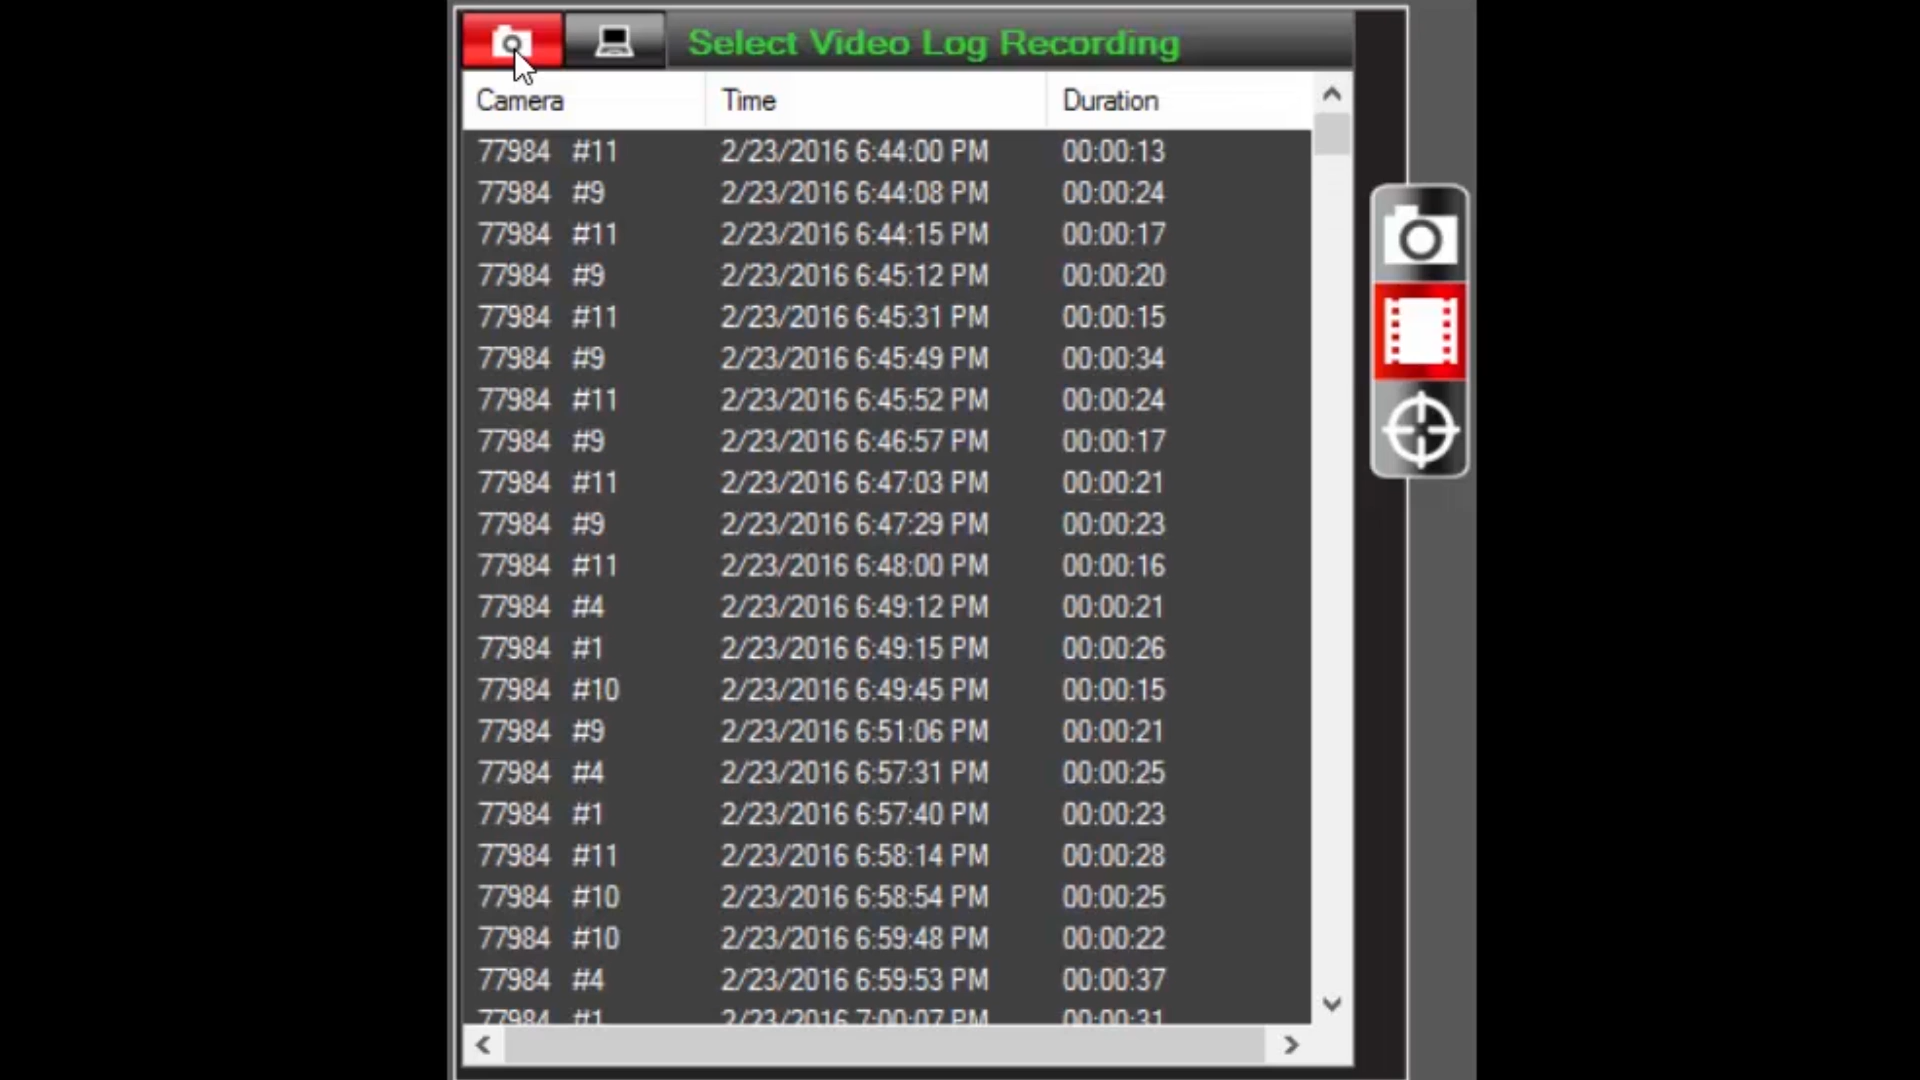 Select Video Log Recording
Camera Time Duration
77984 #11 2/23/2016 6:44:00 PM 00:00:13
77984 #9 2/23/2016 6:44:08 PM 00:00:24
77984 #11 2/23/2016 6:44:15 PM 00:00:17
77984 #9 2/23/2016 6:45:12 PM 00:00:20
77984 #11 2/23/2016 6:45:31 PM 00:00:15
77984 #9 2/23/2016 6:45:49 PM 00:00:34
77984 #11 2/23/2016 6:45:52 PM 00:00:24
77984 #9 2/23/2016 6:46:57 PM 00:00:17
77984 #11 2/23/2016 6:47:03 PM 00:00:21
77984 #9 2/23/2016 6:47:29 PM 00:00:23
77984 #11 2/23/2016 6:48:00 PM 00:00:16
77984 #4 2/23/2016 6:49:12 PM 00:00:21
77984 #1 2/23/2016 6:49:15 PM 00:00:26
77984 #10 2/23/2016 6:49:45 PM 00:00:15
77984 #9 2/23/2016 6:51:06 PM 00:00:21
77984 #4 2/23/2016 6:57:31 PM 00:00:25
77984 #1 2/23/2016 6:57:40 PM 00:00:23
77984 #11 2/23/2016 6:58:14 PM 00:00:28
77984 #10 2/23/2016 6:58:54 PM 00:00:25
77984 #10 2/23/2016 6:59:48 PM 00:00:22
77984 #4 2/23/2016 6:59:53 PM 00:00:37
77984 #1 2/23/2016 7:00:07 PM 00:00:31